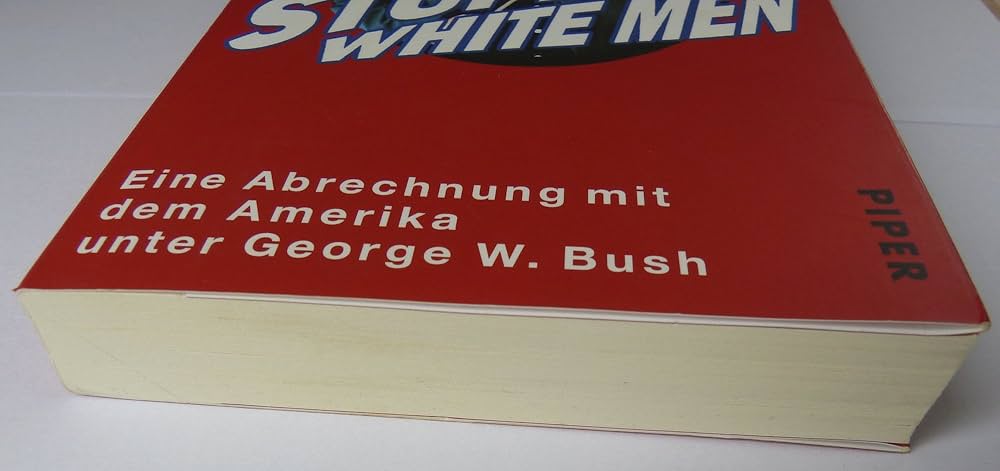 WHITE MEN
Eine Abrechnung mit
dem Amerika
unter George W. Bush
PIPER